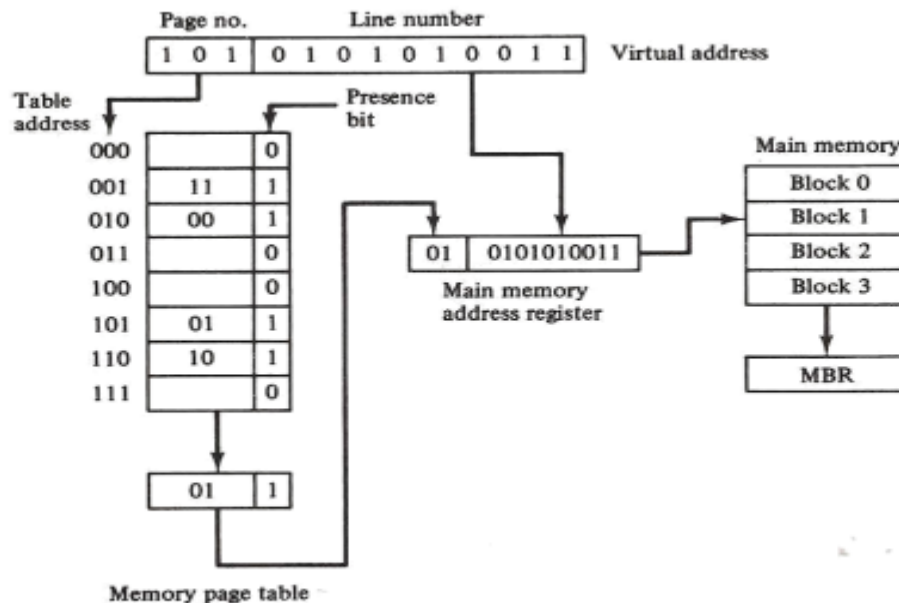 Page no. Line number
1 0 1 0 1 0 1 0 1 0 0 1 1 Virtual address
Table address
Presence bit
000 0
001 11 1
010 00 1
011 0
100 0
101 01 1
110 10 1
111 0
01 1
Memory page table
01 0101010011
Main memory address register
Main memory
Block 0
Block 1
Block 2
Block 3
MBR